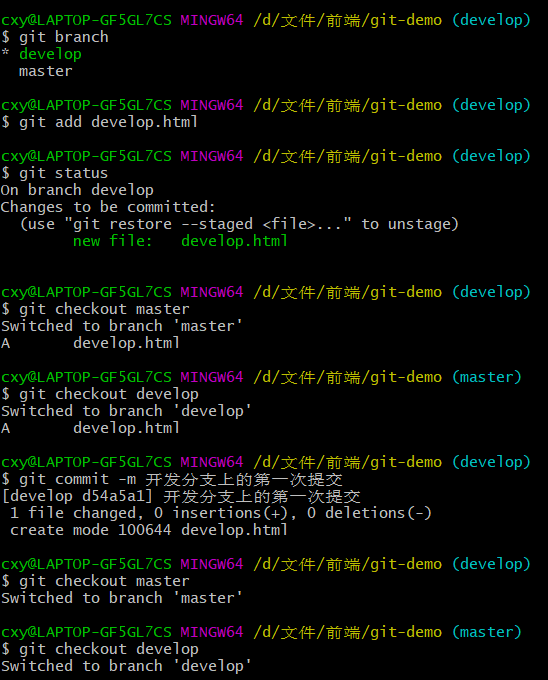 cxy@LAPTOP-GF5GL7CS MINGW64 /d/文件/前端/git-demo (develop)
$ git branch
* develop
  master
cxy@LAPTOP-GF5GL7CS MINGW64 /d/文件/前端/git-demo (develop)
$ git add develop.html
cxy@LAPTOP-GF5GL7CS MINGW64 /d/文件/前端/git-demo (develop)
$ git status
On branch develop
Changes to be committed:
  (use "git restore --staged <file>..." to unstage)
        new file:   develop.html
cxy@LAPTOP-GF5GL7CS MINGW64 /d/文件/前端/git-demo (develop)
$ git checkout master
Switched to branch 'master'
A       develop.html
cxy@LAPTOP-GF5GL7CS MINGW64 /d/文件/前端/git-demo (master)
$ git checkout develop
Switched to branch 'develop'
A       develop.html
cxy@LAPTOP-GF5GL7CS MINGW64 /d/文件/前端/git-demo (develop)
$ git commit -m 开发分支上的第一次提交
[develop d54a5a1] 开发分支上的第一次提交
 1 file changed, 0 insertions(+), 0 deletions(-)
 create mode 100644 develop.html
cxy@LAPTOP-GF5GL7CS MINGW64 /d/文件/前端/git-demo (develop)
$ git checkout master
Switched to branch 'master'
cxy@LAPTOP-GF5GL7CS MINGW64 /d/文件/前端/git-demo (master)
$ git checkout develop
Switched to branch 'develop'